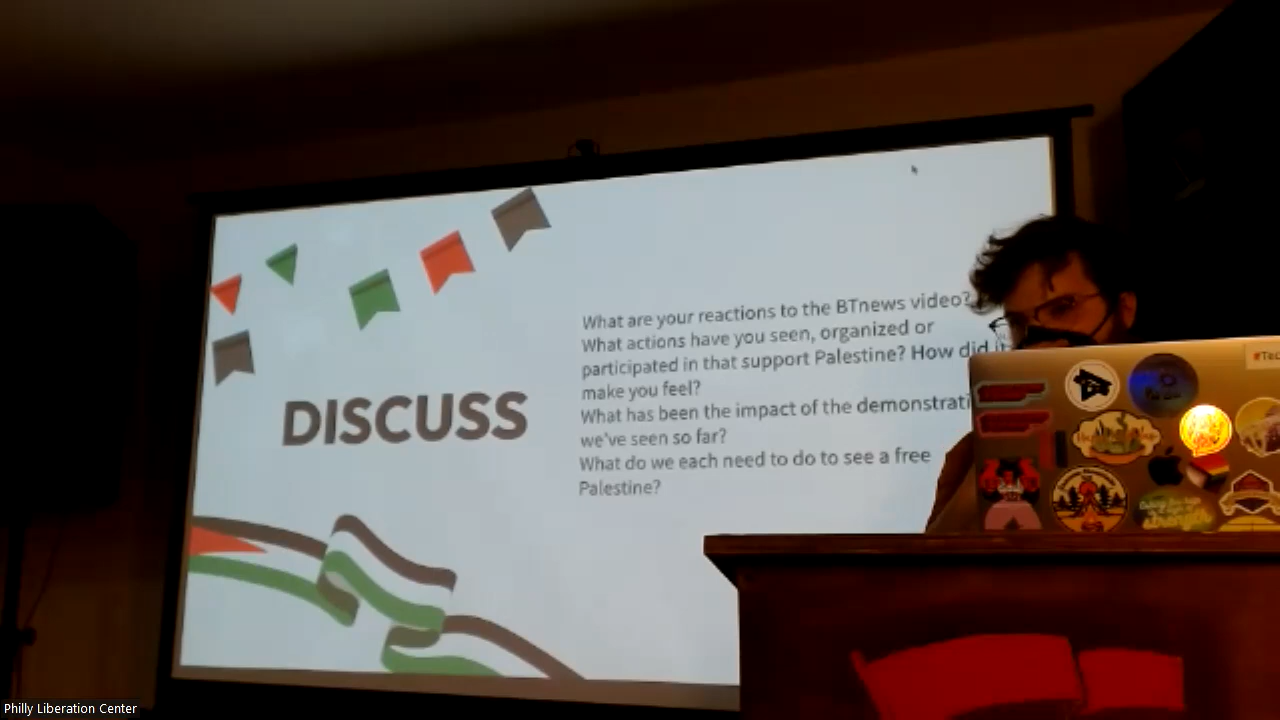 DISCUSS
What are your reactions to the BTnews video?
What actions have you seen, organized or
participated in that support Palestine? How did it
make you feel?
What has been the impact of the
we've seen so far?
What do we each need to do to see a free
Palestine?
Philly Liberation Center